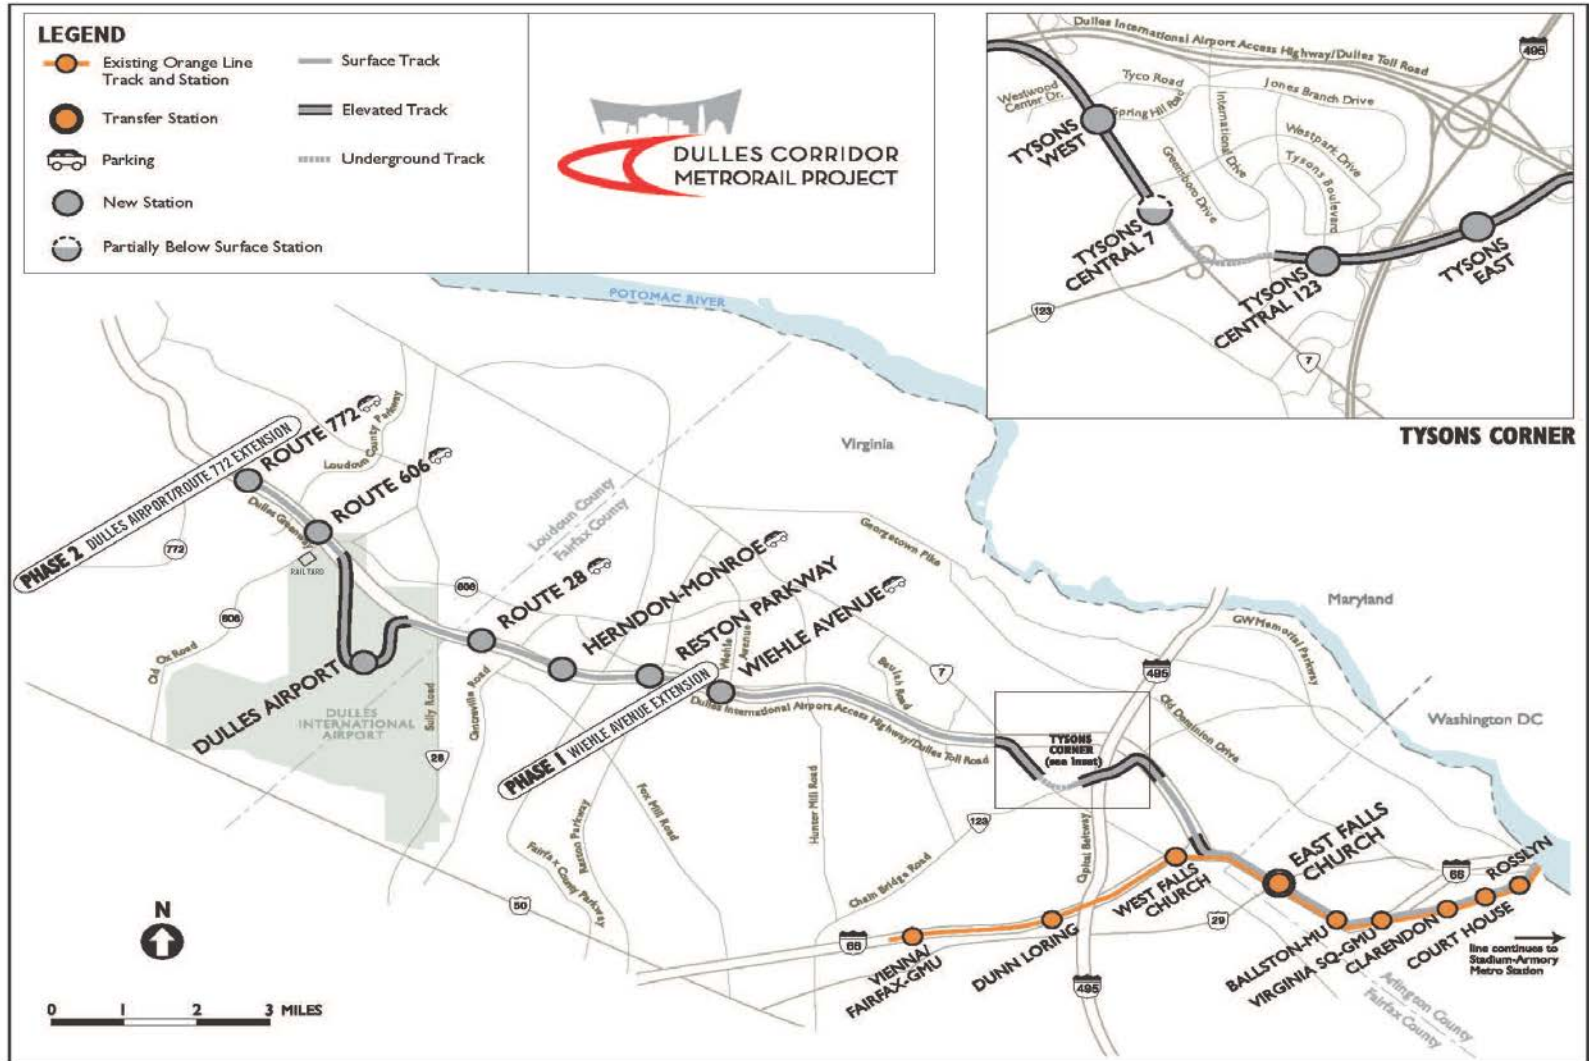 LEGEND
Existing Orange Line
Track and Station
Transfer Station
Parking
New Station
Partially Below Surface Station
Surface Track
Elevated Track
Underground Track
DULLES CORRIDOR
METRORAIL PROJECT
Dulles International Airport Access Highway/Dulles Toll Road
495
Westwood
Center Dr.
Tyco Road
Spring Hill Road
International Drive
Jones Branch Drive
Westpark Drive
Tysons Boulevard
Greensboro Drive
TYSONS
WEST
TYSONS
CENTRAL 7
TYSONS
CENTRAL 123
TYSONS
EAST
123
7
TYSONS CORNER
POTOMAC RIVER
Virginia
Maryland
Washington DC
PHASE 2 DULLES AIRPORT/ROUTE 772 EXTENSION
ROUTE 772
Loudoun County Parkway
ROUTE 606
Dulles Greenway
772
RAIL YARD
606
606
Old Ox Road
Loudoun County
Fairfax County
ROUTE 28
HERNDON-MONROE
RESTON PARKWAY
WIEHLE AVENUE
Wiehle
Avenue
DULLES AIRPORT
DULLES
INTERNATIONAL
AIRPORT
Sully Road
28
Centreville Road
PHASE 1 WIEHLE AVENUE EXTENSION
Dulles International Airport Access Highway/Dulles Toll Road
Georgetown Pike
Beulah Road
7
495
GW Memorial Parkway
Old Dominion Drive
TYSONS
CORNER
(see inset)
Fox Mill Road
Reston Parkway
Fairfax County Parkway
Hunter Mill Road
123
Chain Bridge Road
Capital Beltway
50
66
VIENNA/
FAIRFAX-GMU
DUNN LORING
WEST FALLS
CHURCH
EAST FALLS
CHURCH
29
495
66
BALLSTON-MU
VIRGINIA SQ-GMU
CLARENDON
COURT HOUSE
ROSSLYN
line continues to
Stadium-Armory
Metro Station
Arlington County
Fairfax County
N
0 1 2 3 MILES